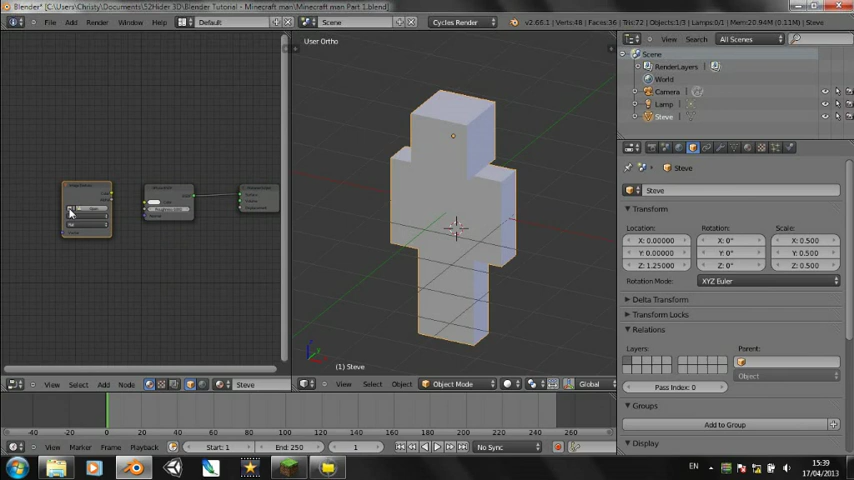 Blender* [C:\Users\Christy\Documents\52Hider 3D\Blender Tutorial - Minecraft man\Minecraft man Part 1.blend]
File Add Render Window Help Default Scene Cycles Render v2.66.1 | Verts:48 | Faces:36 | Tris:72 | Objects:1/3 | Lamps:0/1 | Mem:20.94M (0.11M) | Steve
User Ortho
View Search All Scenes
Scene
RenderLayers
World
Camera
Lamp
Steve
Steve
Steve
Transform
Location: Rotation: Scale:
X: 0.00000 X: 0° X: 0.500
Y: 0.00000 Y: 0° Y: 0.500
Z: 1.25000 Z: 0° Z: 0.500
Rotation Mode: XYZ Euler
Delta Transform
Transform Locks
Relations
Layers: Parent:
Object
Pass Index: 0
Groups
Add to Group
Display
(1) Steve
View Select Add Node Steve
View Select Object Object Mode Global
-40 -20 0 20 40 60 80 100 120 140 160 180 200 220 240 260
View Marker Frame Playback Start: 1 End: 250 1 No Sync
EN 15:39
17/04/2013